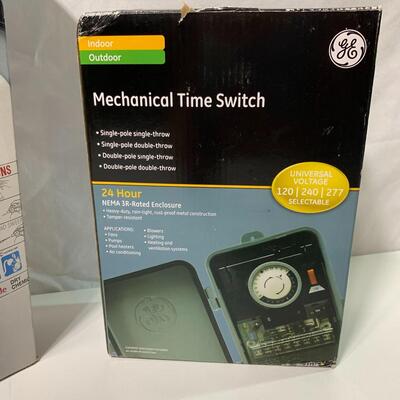 Indoor
Outdoor
GE
Mechanical Time Switch
• Single-pole single-throw
• Single-pole double-throw
• Double-pole single-throw
• Double-pole double-throw
UNIVERSAL
VOLTAGE
120 | 240 | 277
SELECTABLE
24 Hour
NEMA 3R-Rated Enclosure
• Heavy-duty, rain-tight, rust-proof metal construction
• Tamper-resistant
APPLICATIONS:
• Fans
• Pumps
• Pool heaters
• Air conditioning
• Blowers
• Lighting
• Heating and
ventilation systems
NS
DRY
CHEMIC